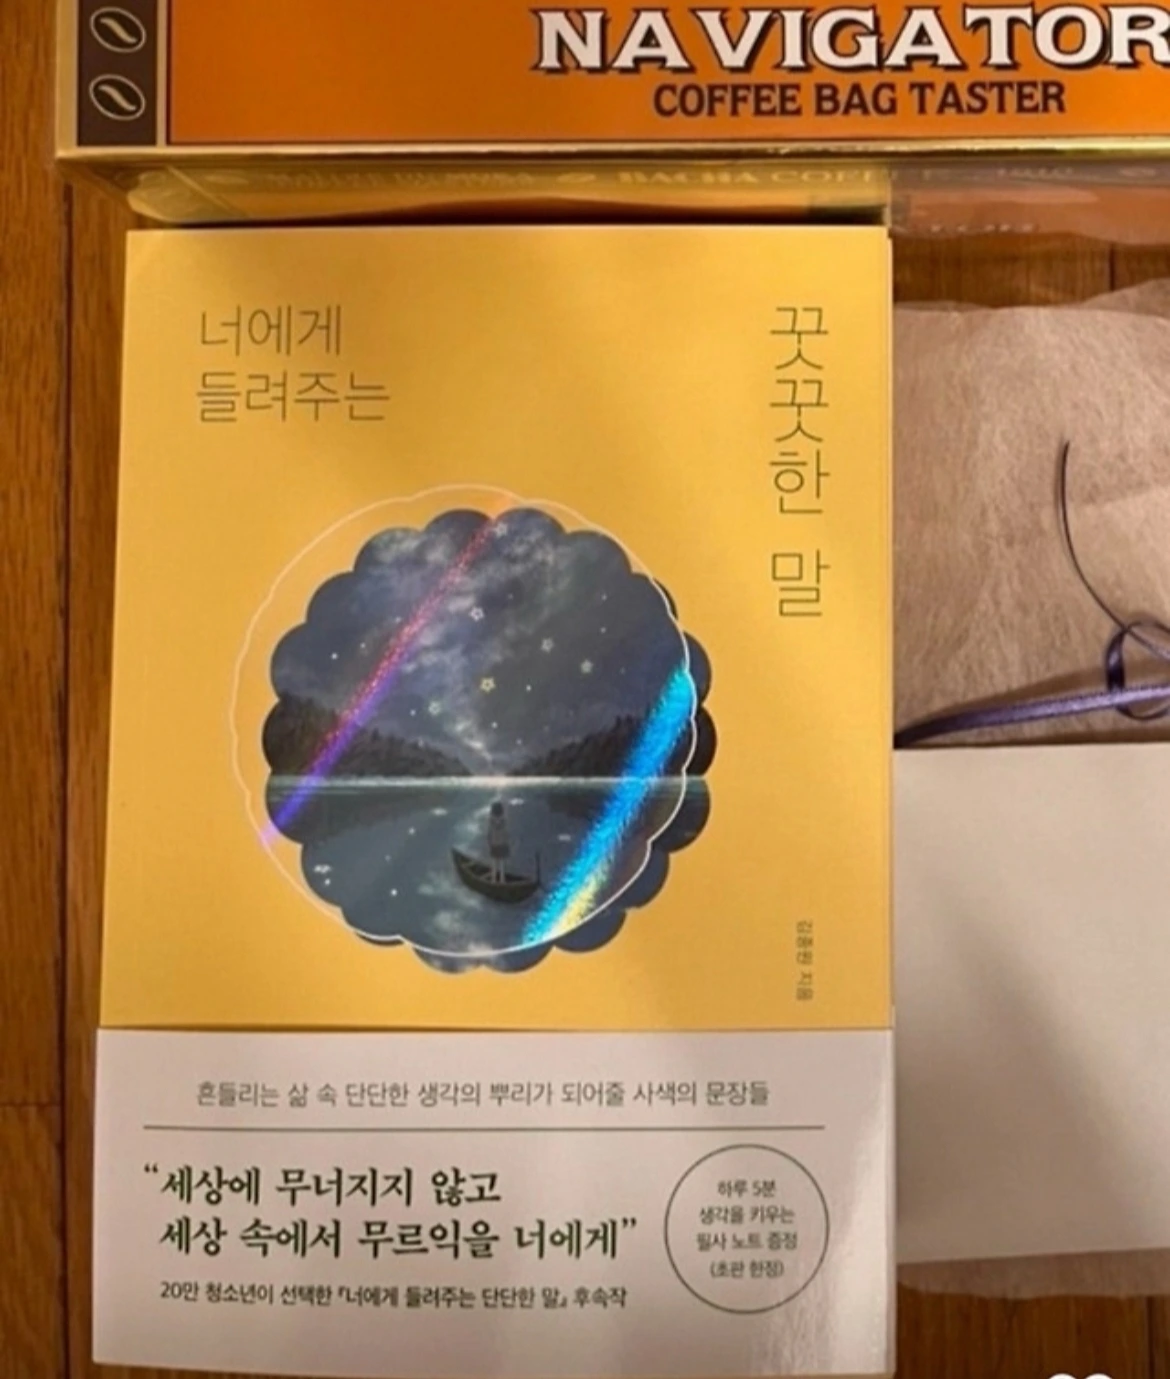 NAVIGATOR
COFFEE BAG TASTER
너에게
들려주는
꿋꿋한 말
김종원 지음
흔들리는 삶 속 단단한 생각의 뿌리가 되어줄 사색의 문장들
“세상에 무너지지 않고
세상 속에서 무르익을 너에게”
20만 청소년이 선택한 『너에게 들려주는 단단한 말』 후속작
하루 5분
생각을 키우는
필사 노트 증정
(초판 한정)